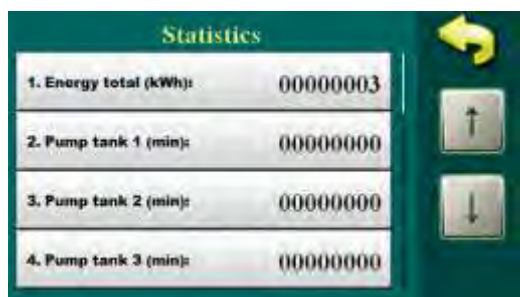 Statistics
1. Energy total (kWh): 00000003
2. Pump tank 1 (min): 00000000
3. Pump tank 2 (min): 00000000
4. Pump tank 3 (min): 00000000